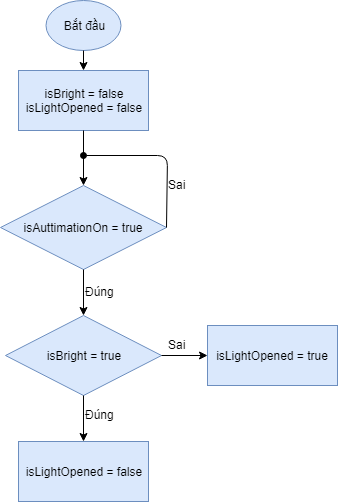 Bắt đầu
isBright = false
isLightOpened = false
Sai
isAuttimationOn = true
Đúng
isBright = true
Sai
isLightOpened = true
Đúng
isLightOpened = false